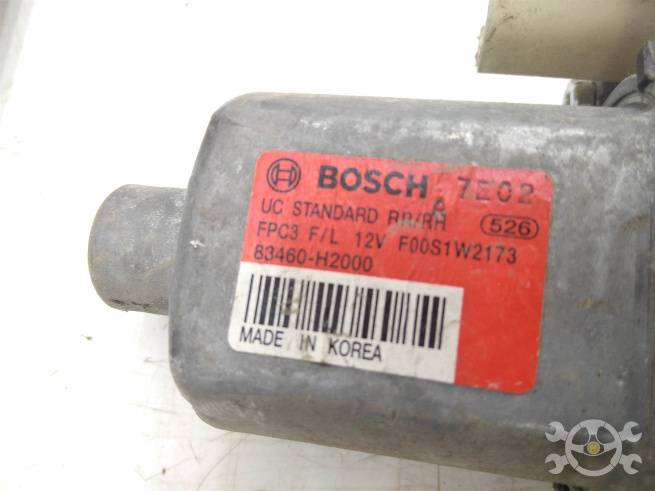 BOSCH 7E02
UC STANDARD RR/RH 526
FPC3 F/L 12V F00S1W2173
83460-H2000
MADE IN KOREA